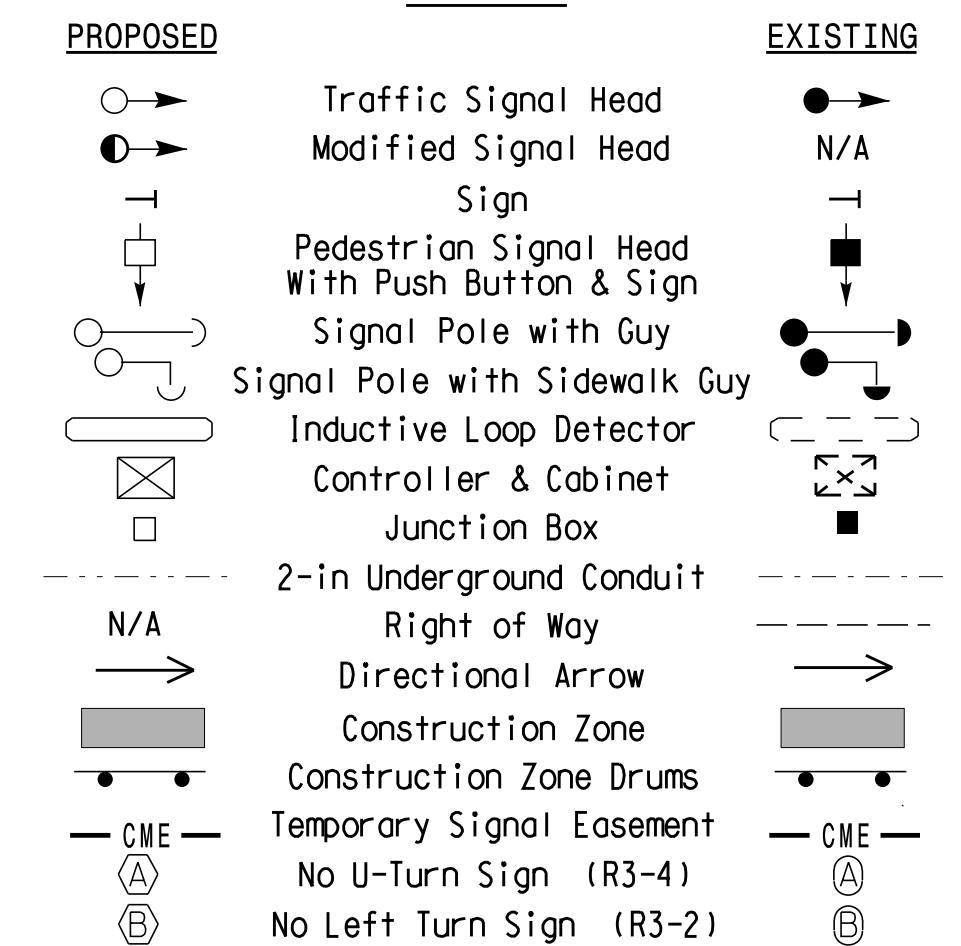 PROPOSED EXISTING
Traffic Signal Head
Modified Signal Head N/A
Sign
Pedestrian Signal Head
With Push Button & Sign
Signal Pole with Guy
Signal Pole with Sidewalk Guy
Inductive Loop Detector
Controller & Cabinet
Junction Box
2-in Underground Conduit
N/A Right of Way
Directional Arrow
Construction Zone
Construction Zone Drums
CME Temporary Signal Easement CME
A No U-Turn Sign (R3-4) A
B No Left Turn Sign (R3-2) B